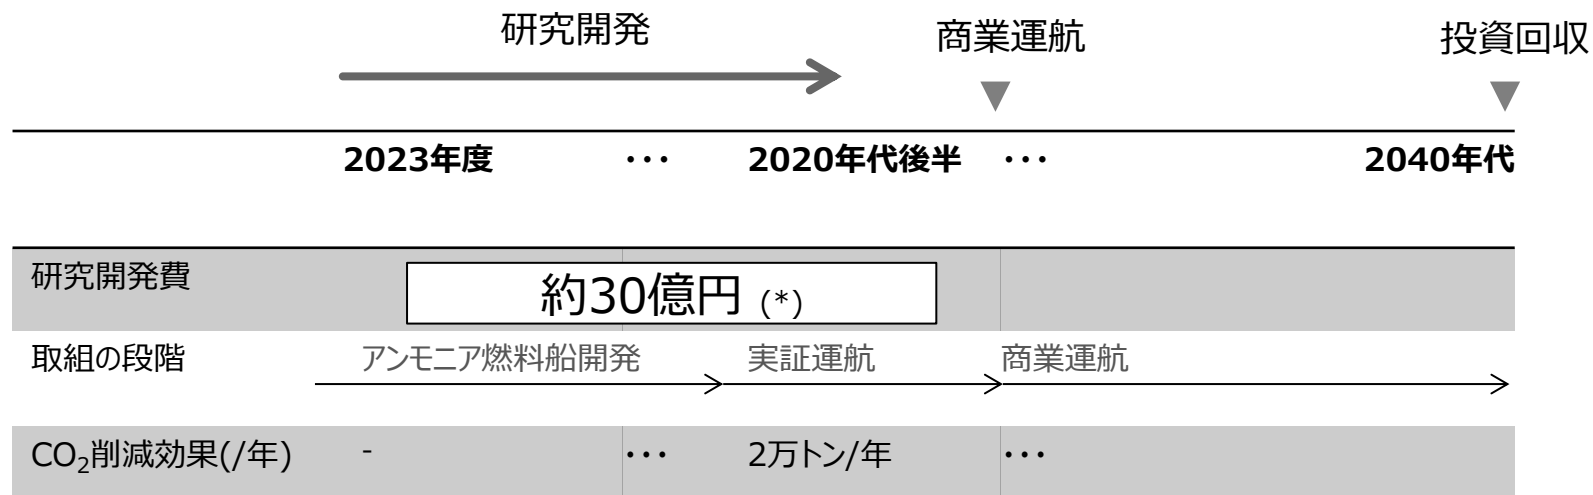 研究開発 商業運航 投資回収
2023年度 ・・・ 2020年代後半 ・・・ 2040年代
研究開発費 約30億円 (*)
取組の段階 アンモニア燃料船開発 実証運航 商業運航
CO₂削減効果(/年) - ・・・ 2万トン/年 ・・・